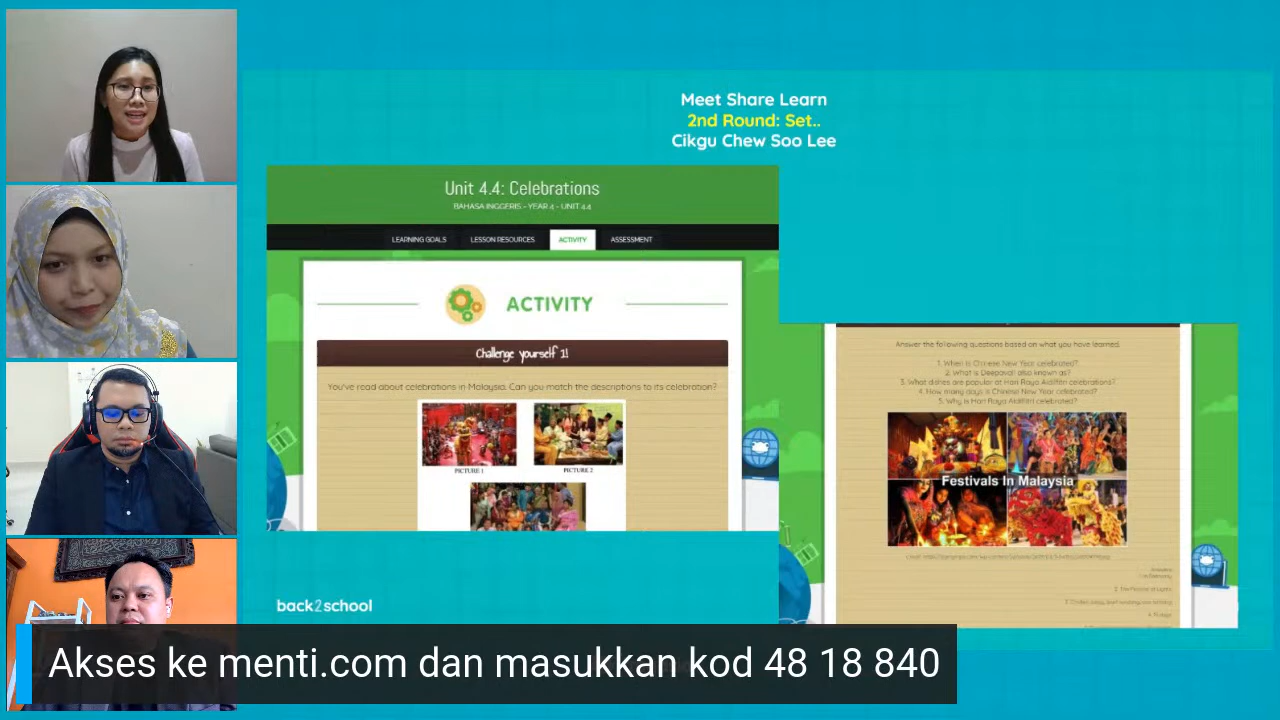 Meet Share Learn
2nd Round: Set..
Cikgu Chew Soo Lee
Unit 4.4: Celebrations
BAHASA INGGERIS - YEAR 4 - UNIT 4.4
LEARNING GOALS
LESSON RESOURCES
ACTIVITY
ASSESSMENT
ACTIVITY
Challenge yourself 1!
You've read about celebrations in Malaysia. Can you match the descriptions to its celebration?
PICTURE 1
PICTURE 2
Answer the following questions based on what you have learned.
1. When is Chinese New Year celebrated?
2. What is Deepavali also known as?
3. What dishes are popular at Hari Raya Aidilfitri celebrations?
4. How many days is Chinese New Year celebrated?
5. Why is Hari Raya Aidilfitri celebrated?
Festivals In Malaysia
back2school
Akses ke menti.com dan masukkan kod 48 18 840